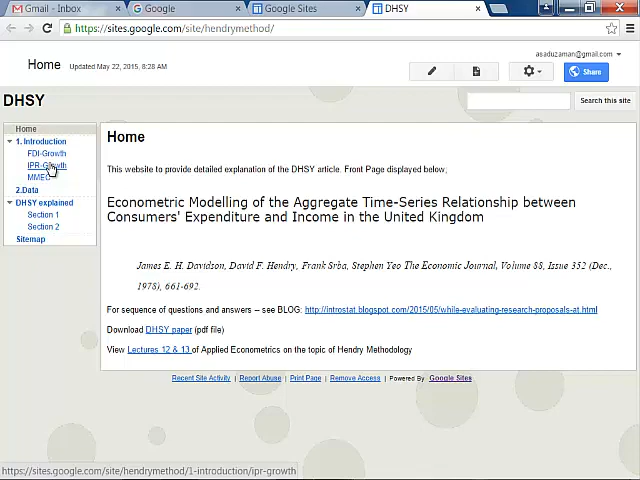 Gmail - Inbox
Google
Google Sites
DHSY
https://sites.google.com/site/hendrymethod/
asaduzaman@gmail.com
Home Updated May 22, 2015, 8:28 AM
Share
DHSY
Search this site
Home
1. Introduction
FDI-Growth
IPR-Growth
2.Data
DHSY explained
Section 1
Section 2
Sitemap
Home
This website to provide detailed explanation of the DHSY article. Front Page displayed below;
Econometric Modelling of the Aggregate Time-Series Relationship between
Consumers' Expenditure and Income in the United Kingdom
James E. H. Davidson, David F. Hendry, Frank Srba, Stephen Yeo The Economic Journal, Volume 88, Issue 352 (Dec.,
1978), 661-692.
For sequence of questions and answers – see BLOG: http://introstat.blogspot.com/2015/05/while-evaluating-research-proposals-at.html
Download DHSY paper (pdf file)
View Lectures 12 & 13 of Applied Econometrics on the topic of Hendry Methodology
Recent Site Activity | Report Abuse | Print Page | Remove Access | Powered By Google Sites
https://sites.google.com/site/hendrymethod/1-introduction/ipr-growth